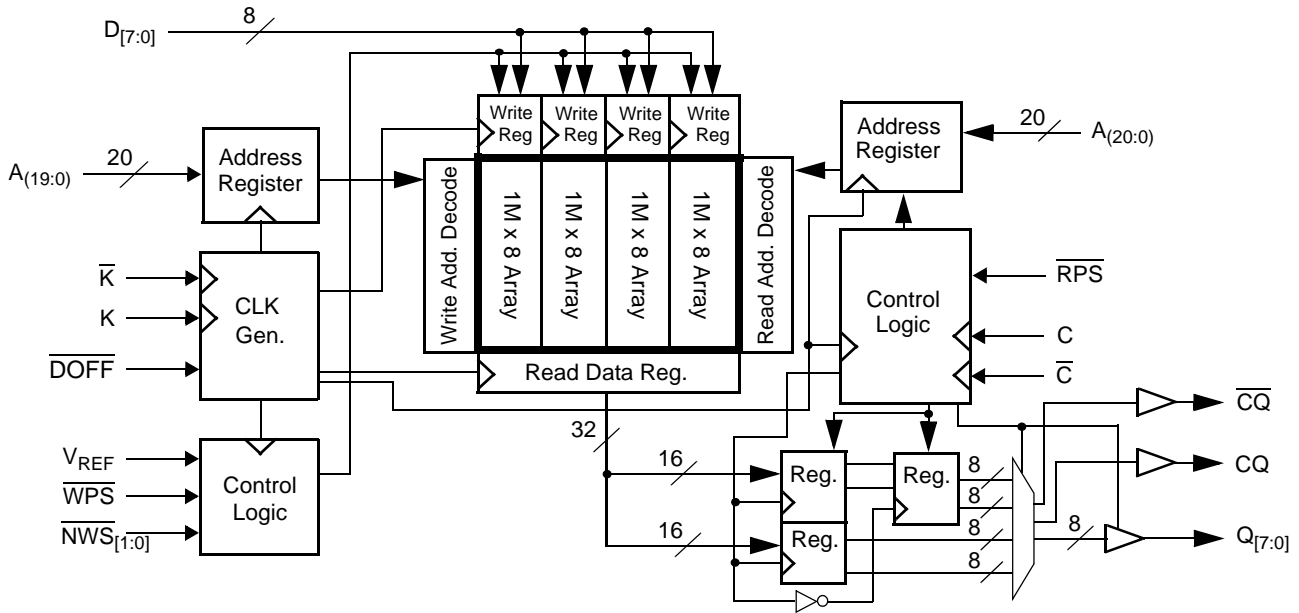 D[7:0]
8
Write Reg
Write Reg
Write Reg
Write Reg
A(19:0)
20
Address Register
Write Add. Decode
1M x 8 Array
1M x 8 Array
1M x 8 Array
1M x 8 Array
Read Add. Decode
Address Register
20
A(20:0)
K̅
K
DOFF
CLK Gen.
Control Logic
RPS
C
C̅
Read Data Reg.
VREF
WPS
NWS[1:0]
Control Logic
32
16
Reg.
Reg.
8
8
16
Reg.
8
8
8
CQ
CQ
Q[7:0]